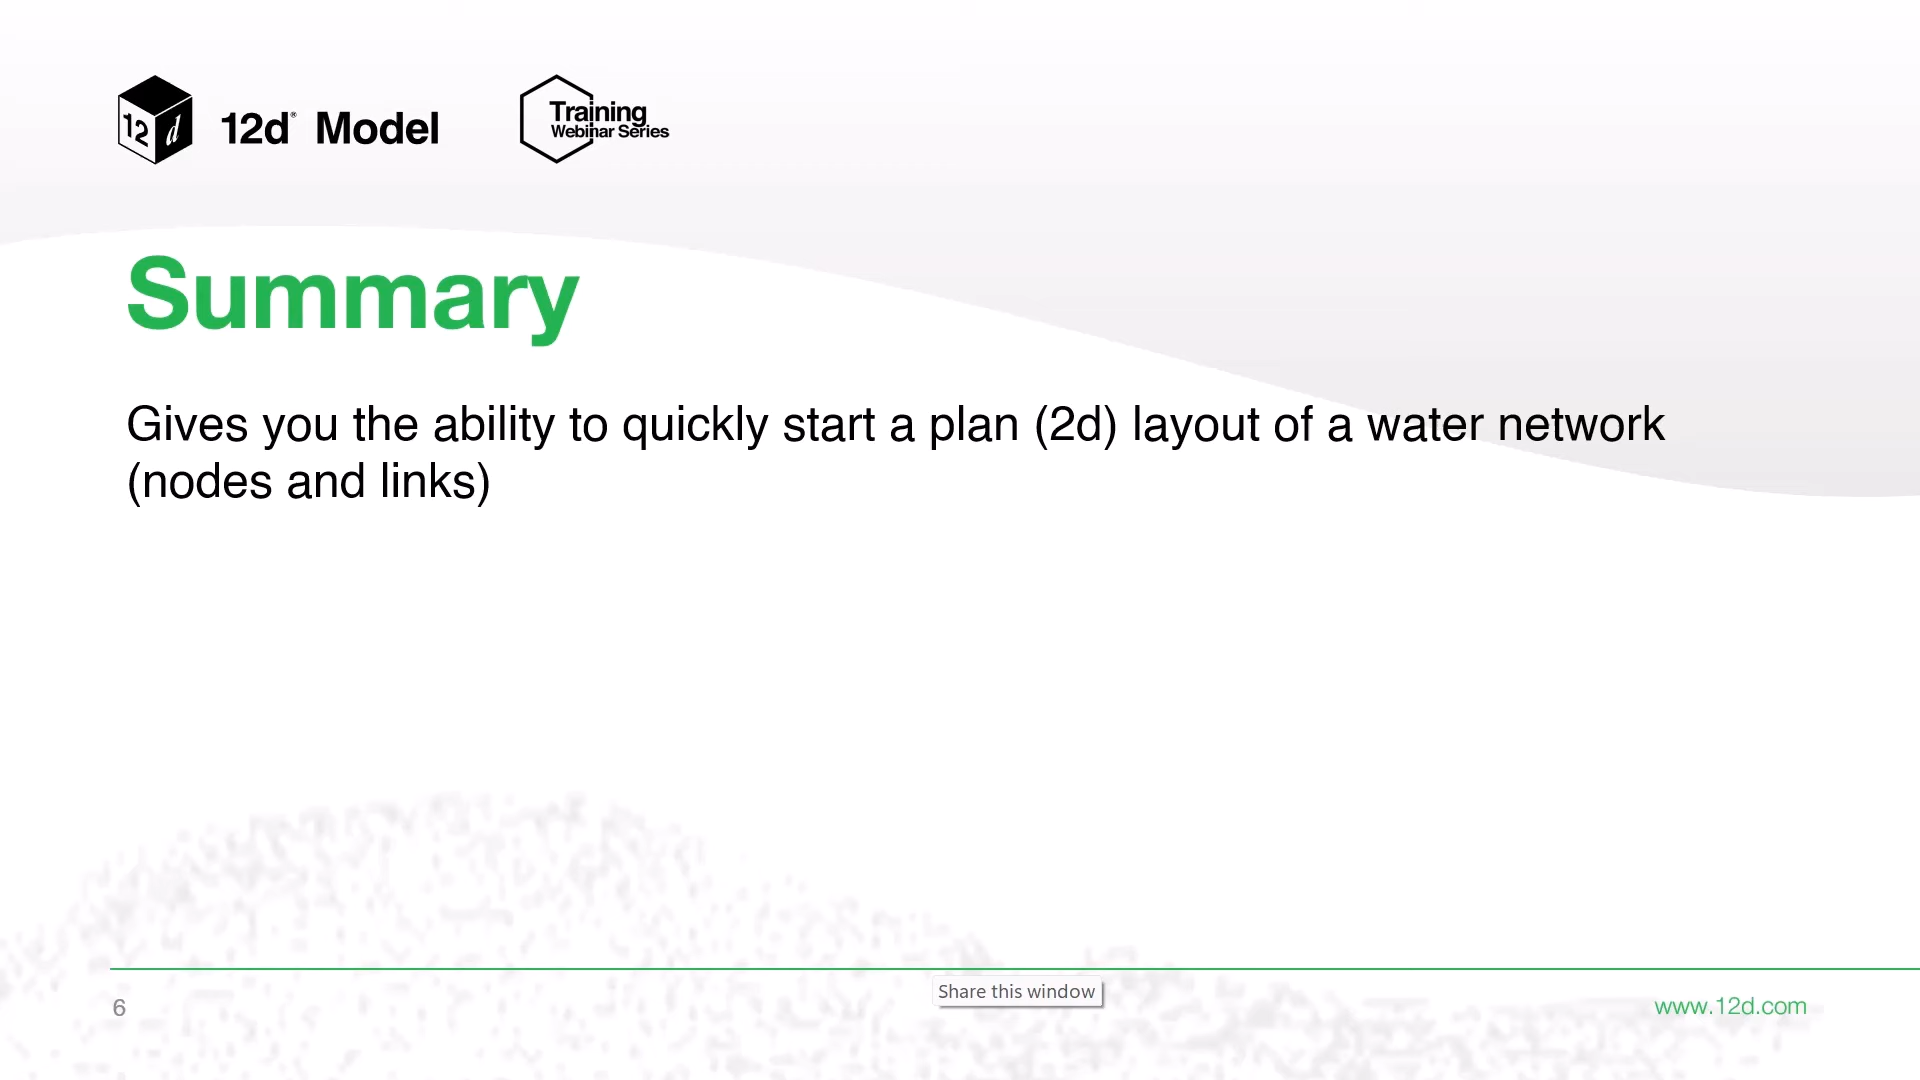 12d
12d® Model
Training
Webinar Series
Summary
Gives you the ability to quickly start a plan (2d) layout of a water network
(nodes and links)
Share this window
6
www.12d.com